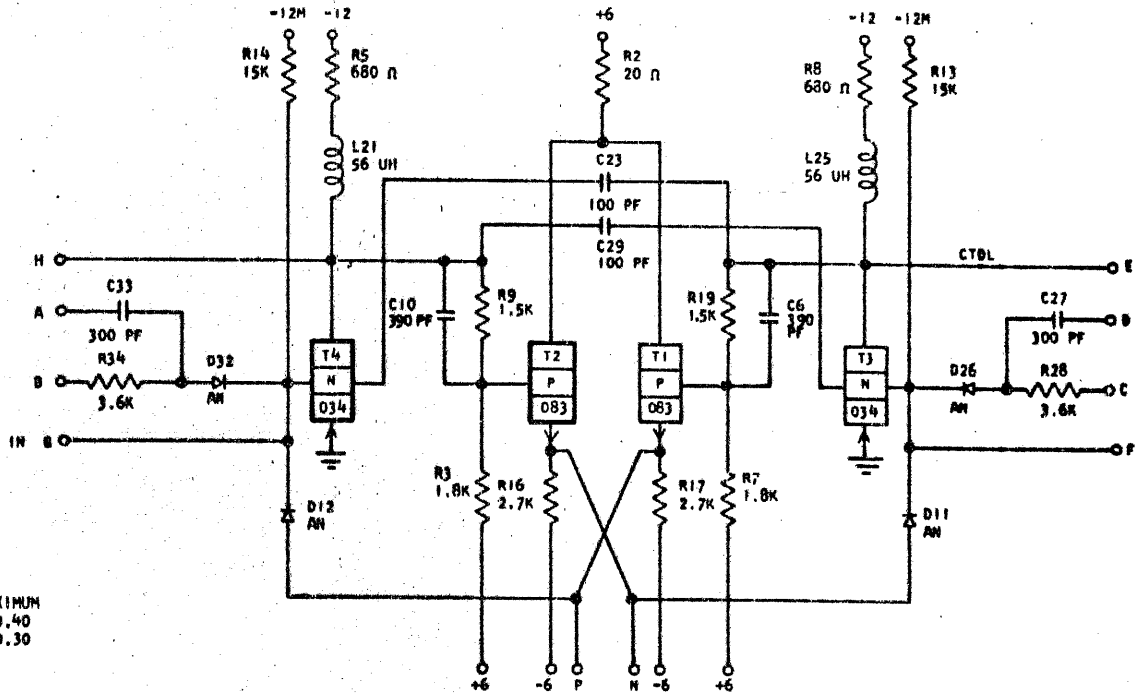 -12M
-12
+6
-12
-12M
R14
15K
R5
680 Ω
R2
20 Ω
R8
680 Ω
R13
15K
L21
56 UH
C23
100 PF
L25
56 UH
C29
100 PF
H
CTDL
E
C33
300 PF
A
C10
390 PF
R9
1.5K
R19
1.5K
C6
390
PF
C27
300 PF
D
R34
3.6K
B
D32
AN
T4
N
034
T2
P
083
T1
P
083
T3
N
034
D26
AN
R28
3.6K
C
IN G
F
R3
1.8K
R16
2.7K
R17
2.7K
R7
1.8K
D12
AN
D11
AN
XIMUM
.40
.30
+6
-6
P
N
-6
+6